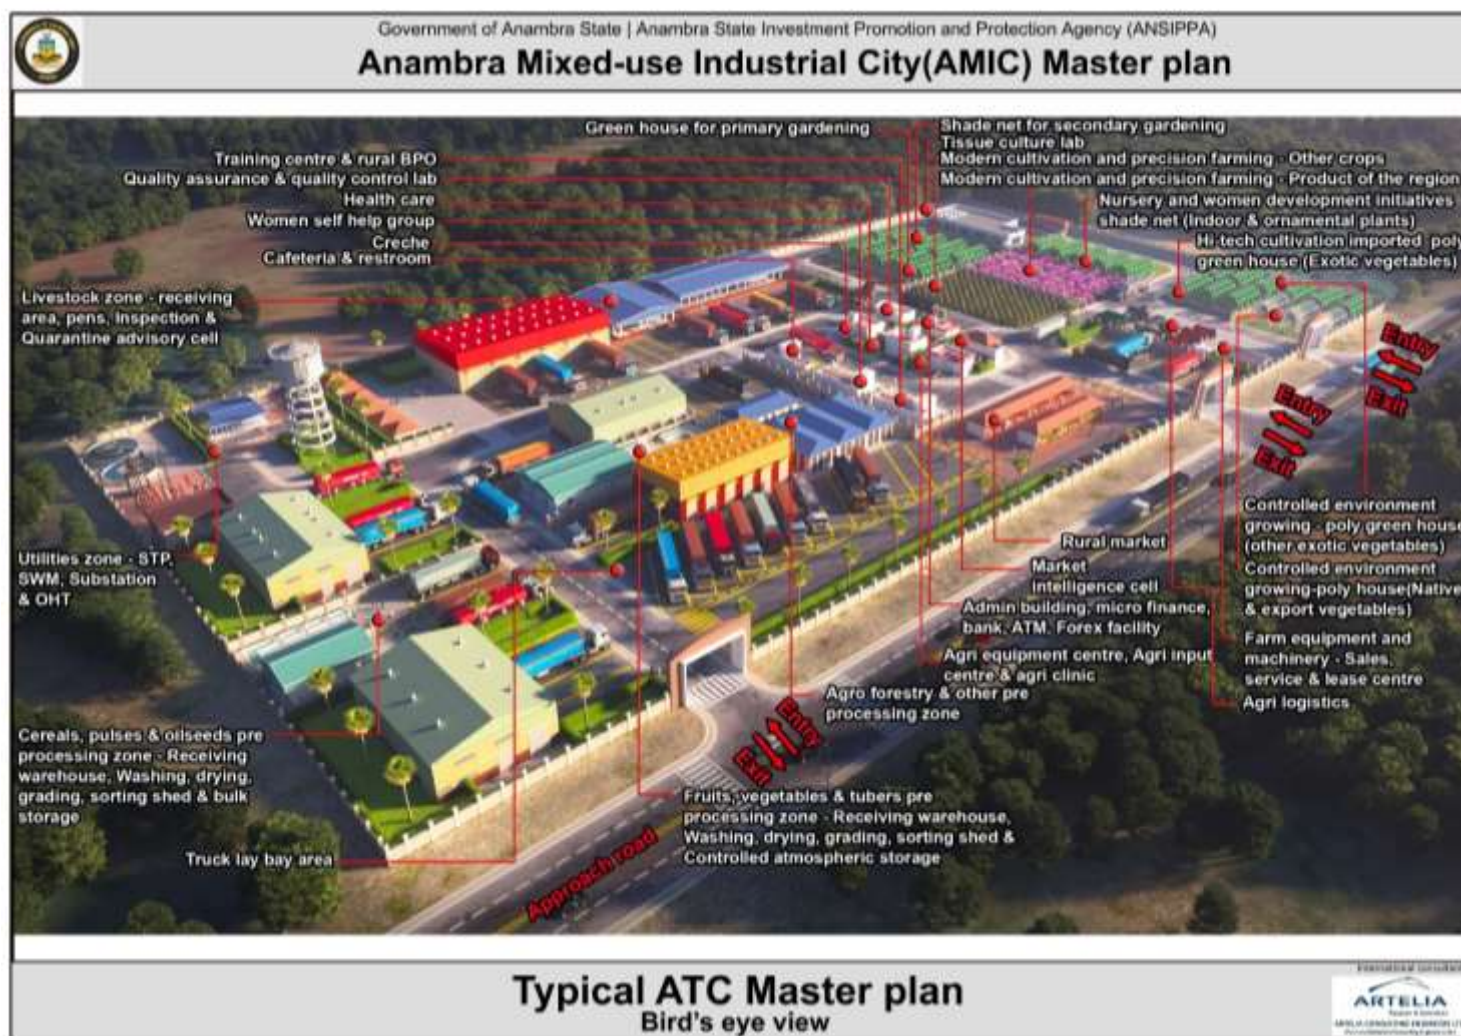 Government of Anambra State | Anambra State Investment Promotion and Protection Agency (ANSIPPA)
Anambra Mixed-use Industrial City(AMIC) Master plan
Green house for primary gardening
Shade net for secondary gardening
Tissue culture lab
Modern cultivation and precision farming - Other crops
Modern cultivation and precision farming - Product of the region
Nursery and women development initiatives
shade net (Indoor & ornamental plants)
Hi-tech cultivation imported poly
green house (Exotic vegetables)
Training centre & rural BPO
Quality assurance & quality control lab
Health care
Women self help group
Creche
Cafeteria & restroom
Livestock zone - receiving
area, pens, Inspection &
Quarantine advisory cell
Entry
Exit
Entry
Exit
Utilities zone - STP,
SWM, Substation
& OHT
Controlled environment
growing - poly green house
(other exotic vegetables)
Controlled environment
growing-poly house(Native
& export vegetables)
Farm equipment and
machinery - Sales,
service & lease centre
Agri logistics
Rural market
Market
intelligence cell
Admin building, micro finance,
bank, ATM, Forex facility
Agri equipment centre, Agri input
centre & agri clinic
Agro forestry & other pre
processing zone
Entry
Exit
Cereals, pulses & oilseeds pre
processing zone - Receiving
warehouse, Washing, drying,
grading, sorting shed & bulk
storage
Truck lay bay area
Fruits, vegetables & tubers pre
processing zone - Receiving warehouse,
Washing, drying, grading, sorting shed &
Controlled atmospheric storage
Approach road
Typical ATC Master plan
Bird's eye view
International consultant
ARTELIA